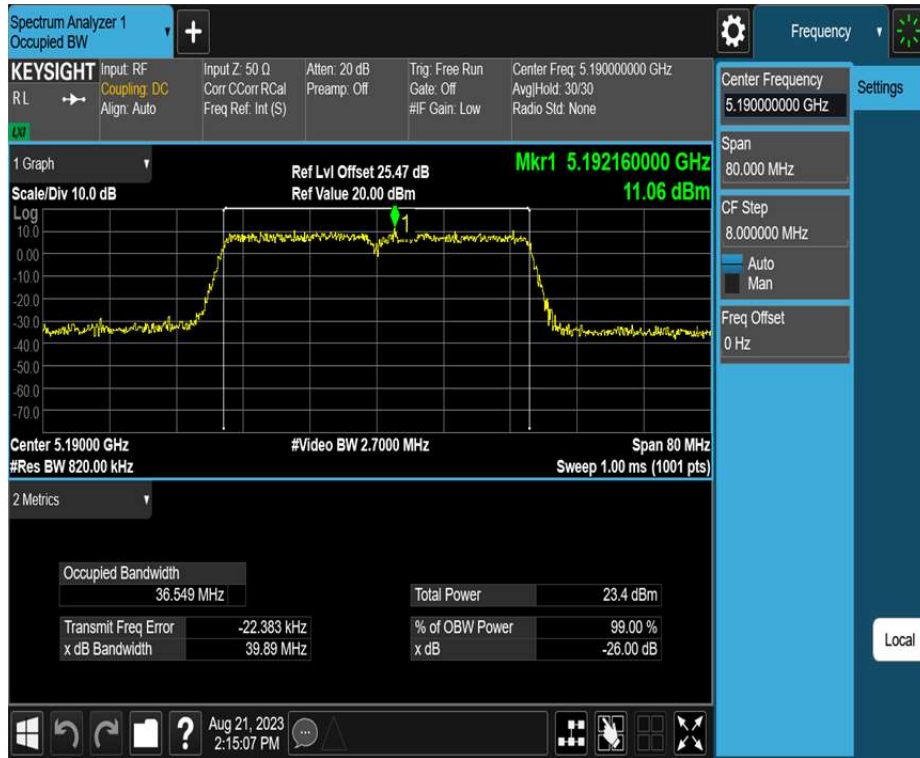 Spectrum Analyzer 1
Occupied BW
+
Frequency
KEYSIGHT
RL
LXI
Input: RF
Coupling: DC
Align: Auto
Input Z: 50 Ω
Corr CCorr RCal
Freq Ref: Int (S)
Atten: 20 dB
Preamp: Off
Trig: Free Run
Gate: Off
#IF Gain: Low
Center Freq: 5.190000000 GHz
Avg|Hold: 30/30
Radio Std: None
Center Frequency
5.190000000 GHz
Settings
Span
80.000 MHz
CF Step
8.000000 MHz
Auto
Man
Freq Offset
0 Hz
1 Graph
Scale/Div 10.0 dB
Ref Lvl Offset 25.47 dB
Ref Value 20.00 dBm
Mkr1 5.192160000 GHz
11.06 dBm
Log
10.0
0.00
-10.0
-20.0
-30.0
-40.0
-50.0
-60.0
-70.0
1
Center 5.19000 GHz
#Video BW 2.7000 MHz
Span 80 MHz
#Res BW 820.00 kHz
Sweep 1.00 ms (1001 pts)
2 Metrics
Occupied Bandwidth
36.549 MHz
Total Power 23.4 dBm
Transmit Freq Error -22.383 kHz
% of OBW Power 99.00 %
x dB Bandwidth 39.89 MHz
x dB -26.00 dB
Local
?
Aug 21, 2023
2:15:07 PM